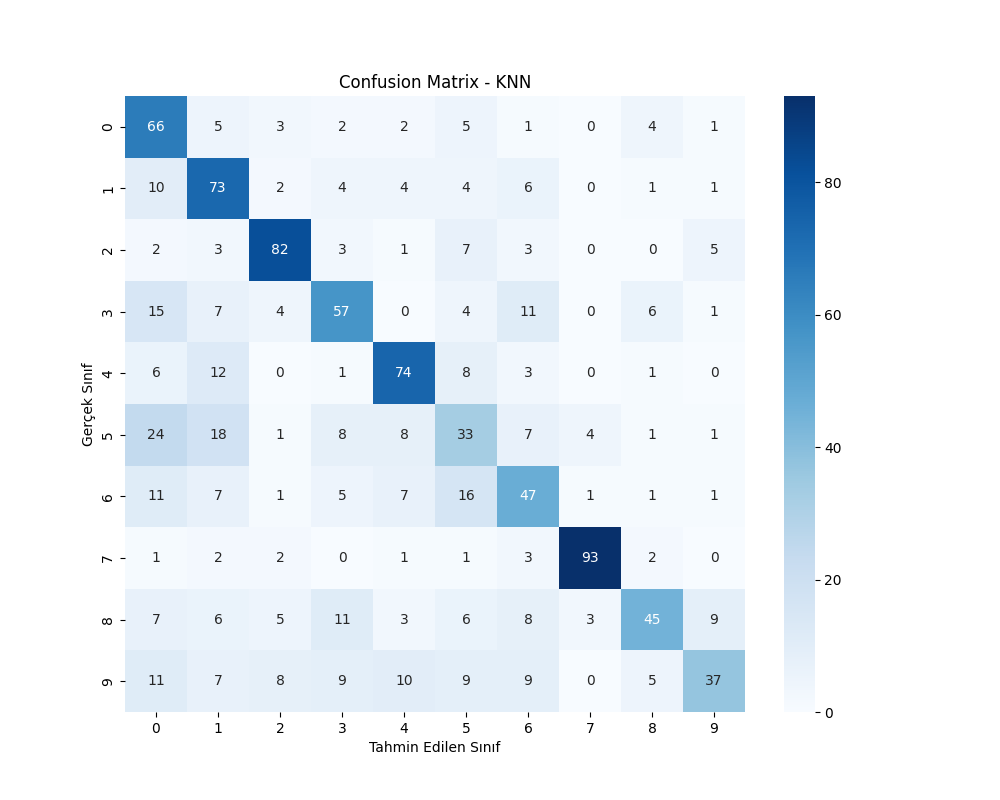 Confusion Matrix - KNN
0 66 5 3 2 2 5 1 0 4 1
1 10 73 2 4 4 4 6 0 1 1 80
2 2 3 82 3 1 7 3 0 0 5
3 15 7 4 57 0 4 11 0 6 1 60
4 6 12 0 1 74 8 3 0 1 0
Gerçek Sınıf
5 24 18 1 8 8 33 7 4 1 1 40
6 11 7 1 5 7 16 47 1 1 1
7 1 2 2 0 1 1 3 93 2 0 20
8 7 6 5 11 3 6 8 3 45 9
9 11 7 8 9 10 9 9 0 5 37
0
0 1 2 3 4 5 6 7 8 9
Tahmin Edilen Sınıf